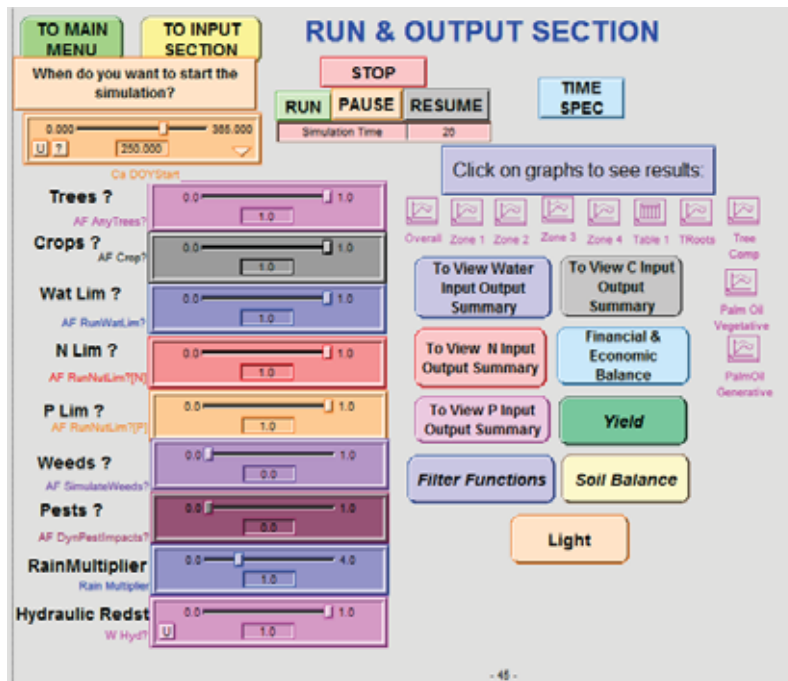 TO MAIN
MENU
TO INPUT
SECTION
RUN & OUTPUT SECTION
When do you want to start the
simulation?
STOP
RUN
PAUSE
RESUME
TIME
SPEC
Simulation Time
20
0.000
365.000
U
?
250.000
Ca DOYStart
Click on graphs to see results:
Trees ?
AF AnyTrees?
0.0
1.0
1.0
Overall
Zone 1
Zone 2
Zone 3
Zone 4
Table 1
TRoots
Tree
Comp
Crops ?
AF Crop?
0.0
1.0
1.0
To View Water
Input Output
Summary
To View C Input
Output
Summary
Palm Oil
Vegetative
Wat Lim ?
AF RunWatLim?
0.0
1.0
1.0
N Lim ?
AF RunNutLim?[N]
0.0
1.0
1.0
To View N Input
Output Summary
Financial &
Economic
Balance
PalmOil
Generative
P Lim ?
AF RunNutLim?[P]
0.0
1.0
1.0
To View P Input
Output Summary
Yield
Weeds ?
AF SimulateWeeds?
0.0
1.0
0.0
Filter Functions
Soil Balance
Pests ?
AF DynPestImpacts?
0.0
1.0
0.0
Light
RainMultiplier
Rain Multiplier
0.0
4.0
1.0
Hydraulic Redst
W Hyd?
0.0
1.0
U
1.0
- 45 -